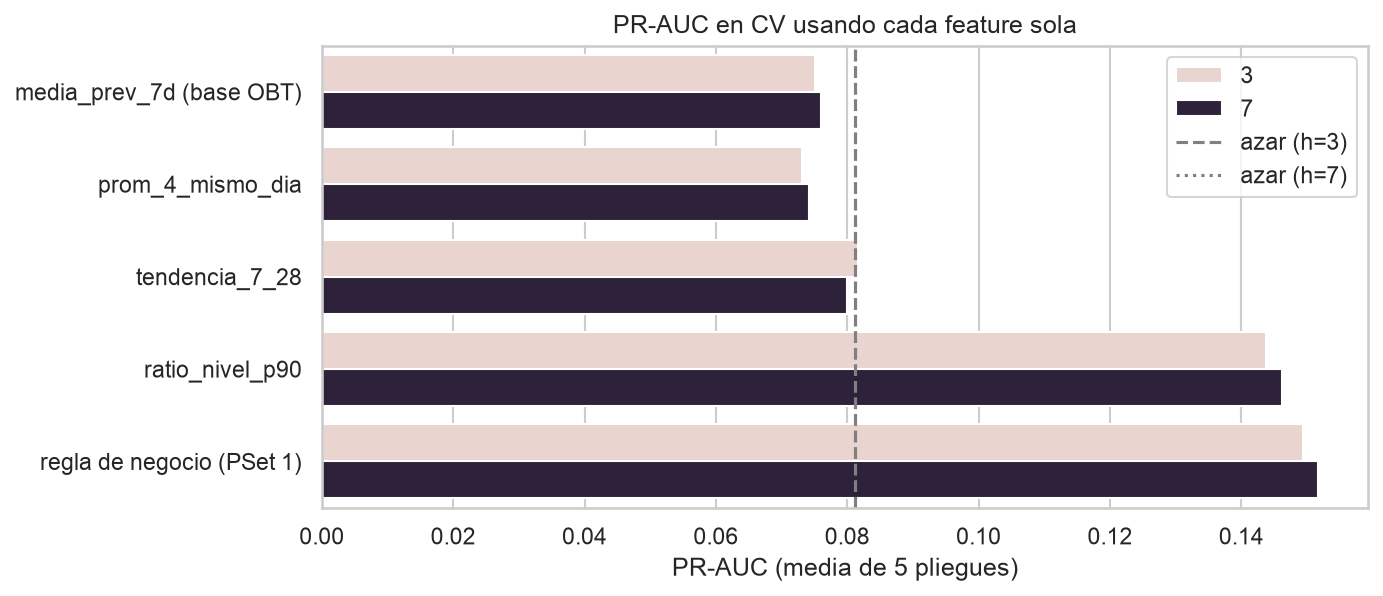 PR-AUC en CV usando cada feature sola
media_prev_7d (base OBT)
prom_4_mismo_dia
tendencia_7_28
ratio_nivel_p90
regla de negocio (PSet 1)
3
7
azar (h=3)
azar (h=7)
0.00 0.02 0.04 0.06 0.08 0.10 0.12 0.14
PR-AUC (media de 5 pliegues)